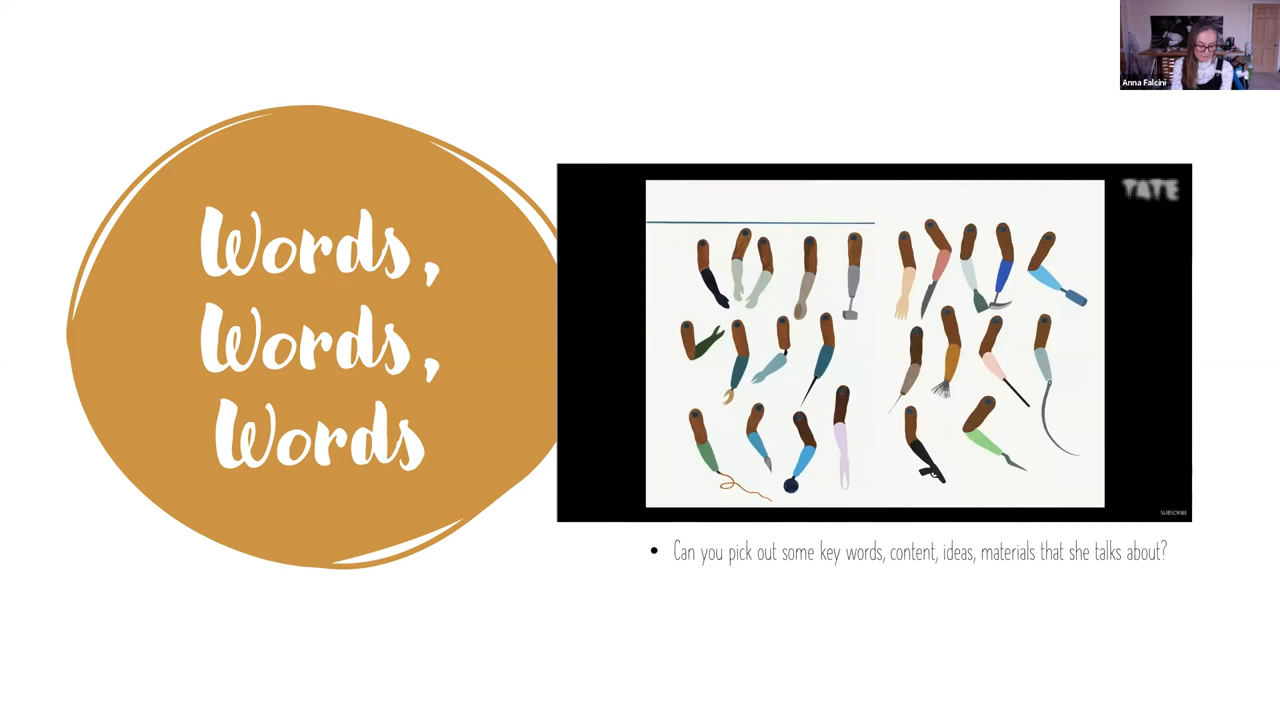 Anna Falcini
Words,
Words,
Words
TATE
SUBSCRIBE
• Can you pick out some key words, content, ideas, materials that she talks about?